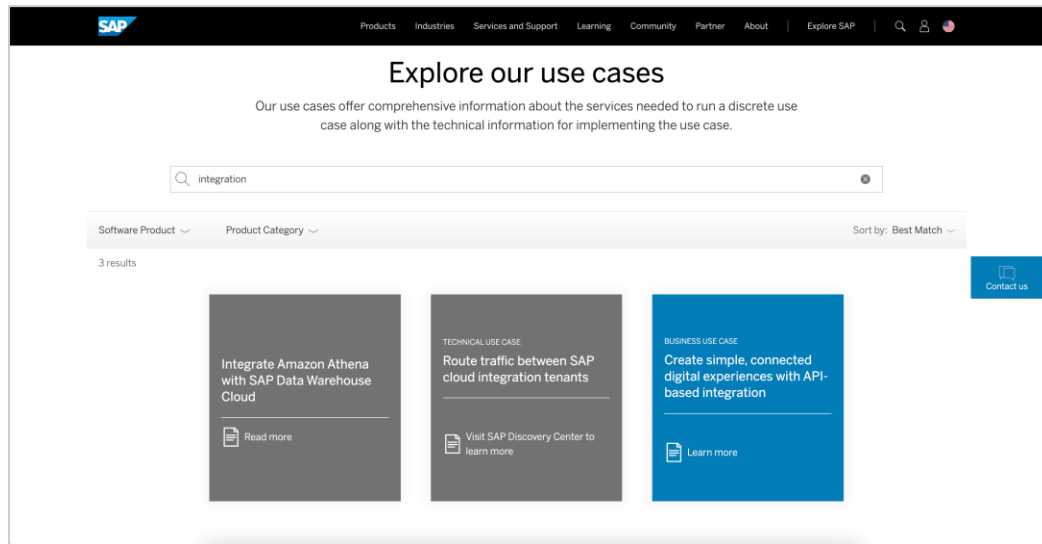 SAP
Products Industries Services and Support Learning Community Partner About Explore SAP
Explore our use cases
Our use cases offer comprehensive information about the services needed to run a discrete use
case along with the technical information for implementing the use case.
integration
Software Product Product Category Sort by: Best Match
3 results
Contact us
Integrate Amazon Athena
with SAP Data Warehouse
Cloud
Read more
TECHNICAL USE CASE
Route traffic between SAP
cloud integration tenants
Visit SAP Discovery Center to
learn more
BUSINESS USE CASE
Create simple, connected
digital experiences with API-
based integration
Learn more